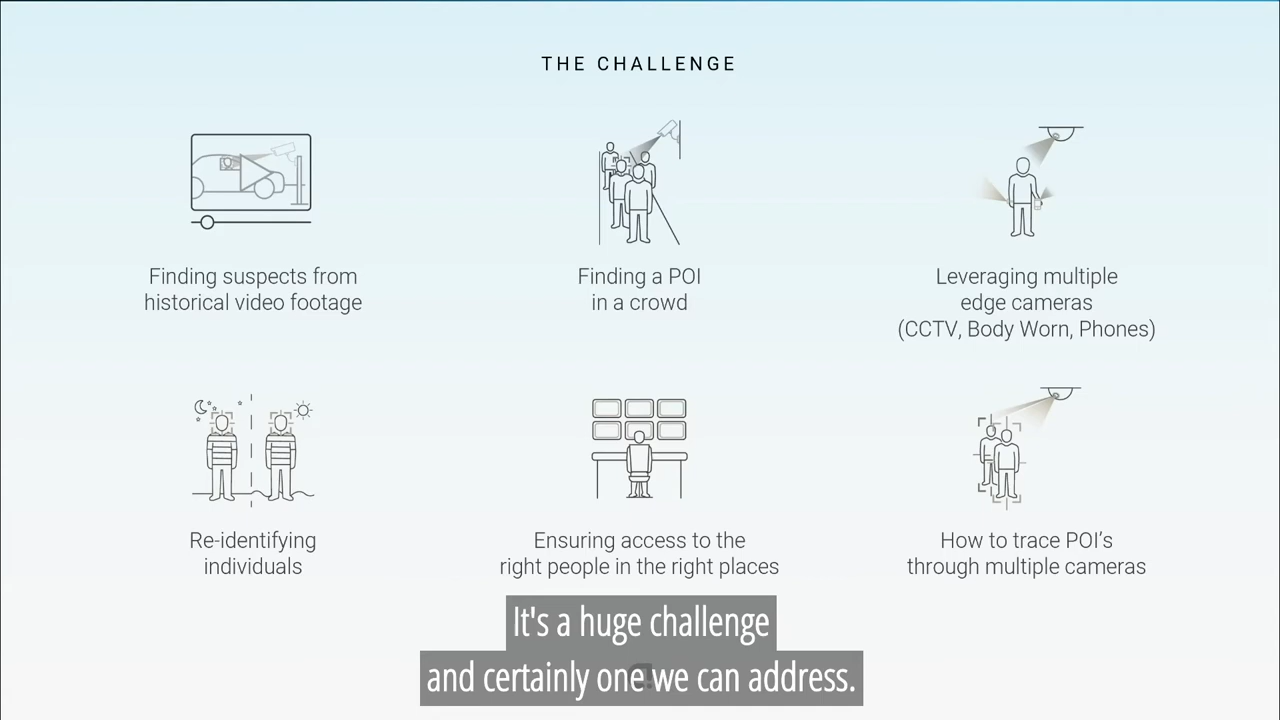 THE CHALLENGE
Finding suspects from
historical video footage
Finding a POI
in a crowd
Leveraging multiple
edge cameras
(CCTV, Body Worn, Phones)
Re-identifying
individuals
Ensuring access to the
right people in the right places
How to trace POI's
through multiple cameras
It's a huge challenge
and certainly one we can address.